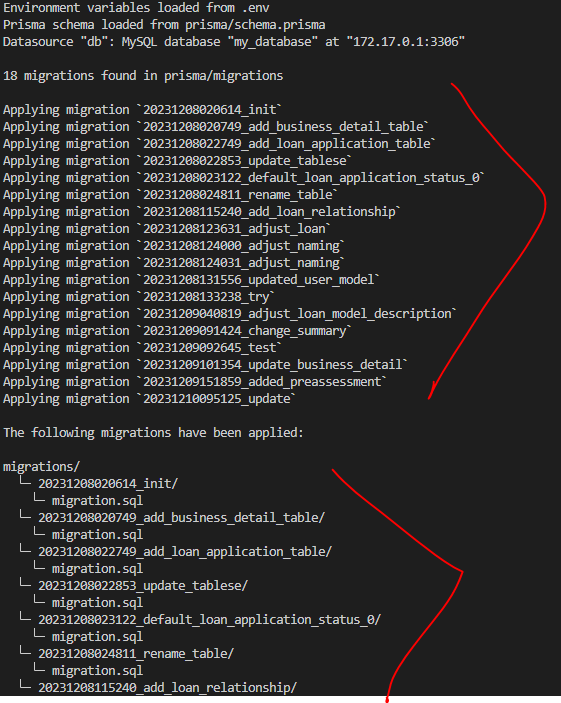 Environment variables loaded from .env
Prisma schema loaded from prisma/schema.prisma
Datasource "db": MySQL database "my_database" at "172.17.0.1:3306"
18 migrations found in prisma/migrations
Applying migration `20231208020614_init`
Applying migration `20231208020749_add_business_detail_table`
Applying migration `20231208022749_add_loan_application_table`
Applying migration `20231208022853_update_tablese`
Applying migration `20231208023122_default_loan_application_status_0`
Applying migration `20231208024811_rename_table`
Applying migration `20231208115240_add_loan_relationship`
Applying migration `20231208123631_adjust_loan`
Applying migration `20231208124000_adjust_naming`
Applying migration `20231208124031_adjust_naming`
Applying migration `20231208131556_updated_user_model`
Applying migration `20231208133238_try`
Applying migration `20231209040819_adjust_loan_model_description`
Applying migration `20231209091424_change_summary`
Applying migration `20231209092645_test`
Applying migration `20231209101354_update_business_detail`
Applying migration `20231209151859_added_preassessment`
Applying migration `20231210095125_update`
The following migrations have been applied:
migrations/
└─ 20231208020614_init/
└─ migration.sql
└─ 20231208020749_add_business_detail_table/
└─ migration.sql
└─ 20231208022749_add_loan_application_table/
└─ migration.sql
└─ 20231208022853_update_tablese/
└─ migration.sql
└─ 20231208023122_default_loan_application_status_0/
└─ migration.sql
└─ 20231208024811_rename_table/
└─ migration.sql
└─ 20231208115240_add_loan_relationship/